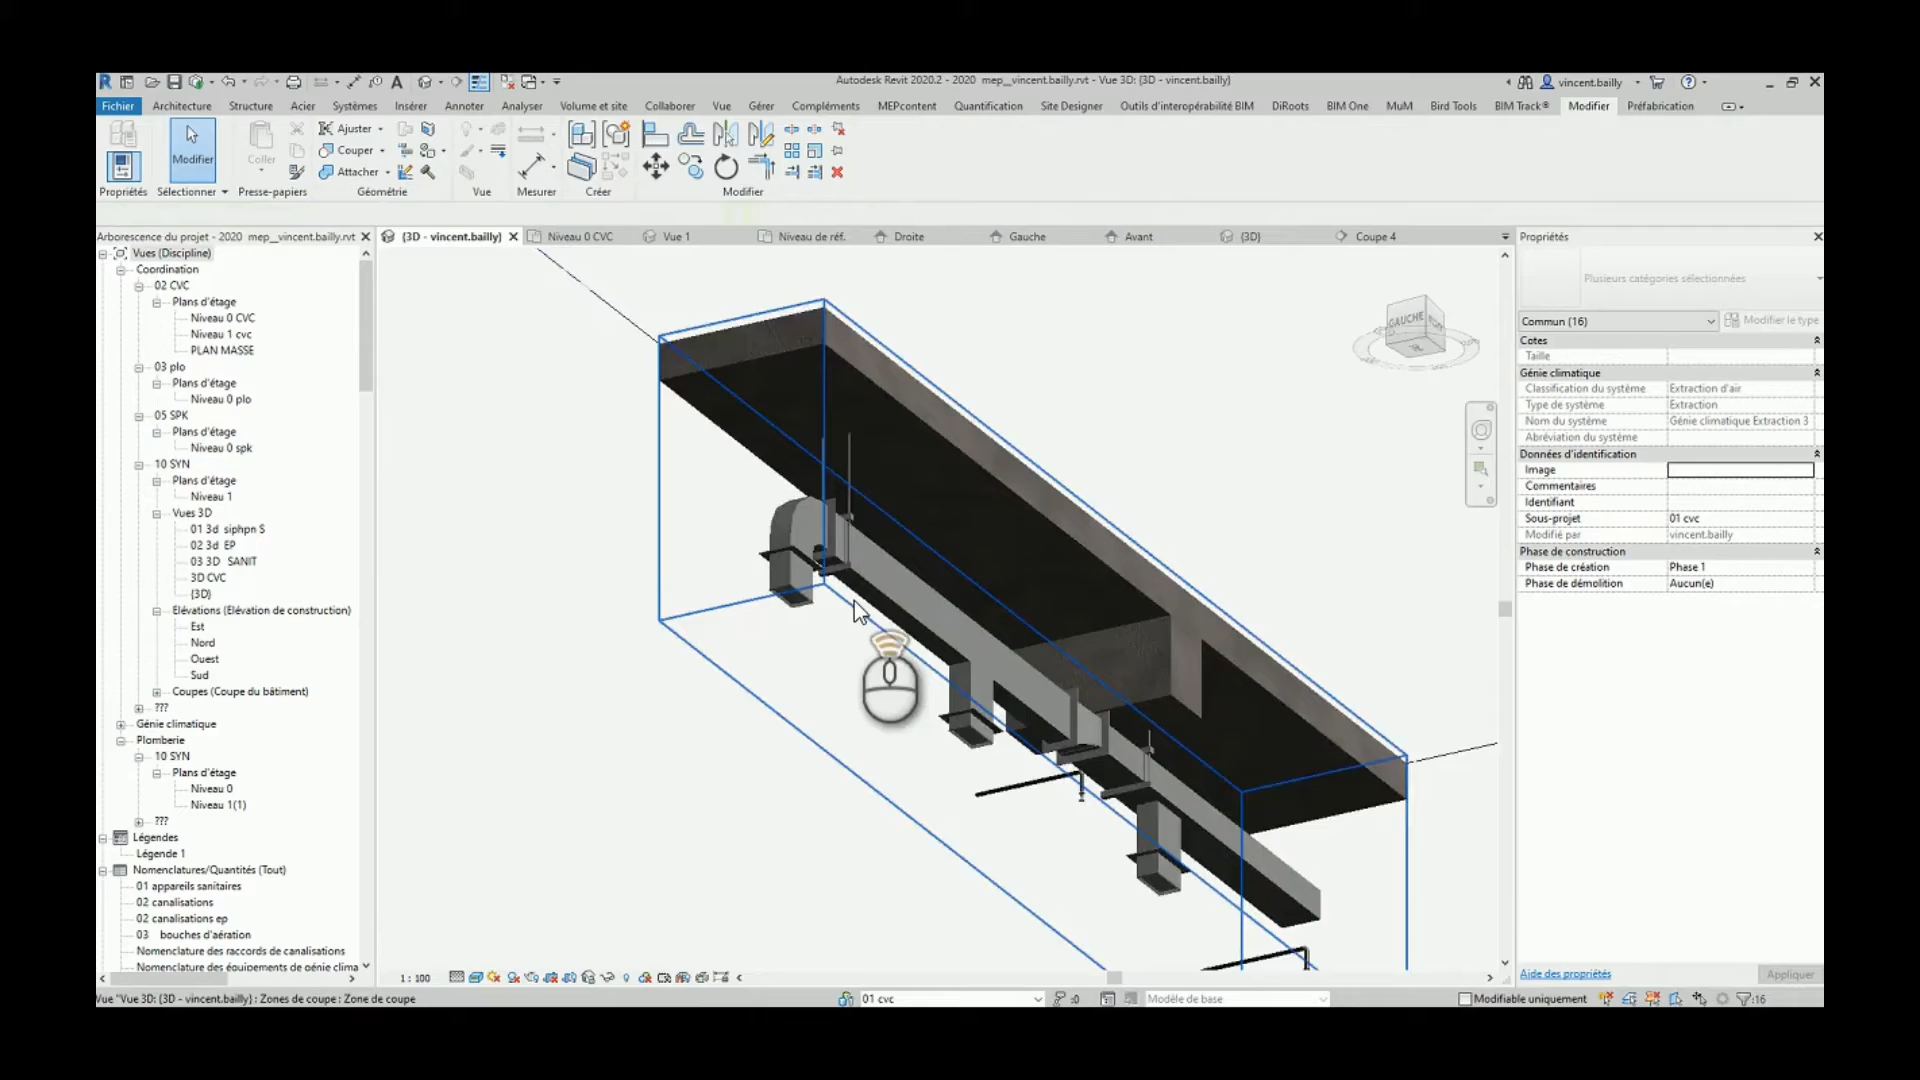 Autodesk Revit 2020.2 - 2020 mep__vincent.bailly.rvt - Vue 3D: {3D - vincent.bailly}
vincent.bailly
Fichier Architecture Structure Acier Systèmes Insérer Annoter Analyser Volume et site Collaborer Vue Gérer Compléments MEPcontent Quantification Site Designer Outils d'interopérabilité BIM DiRoots BIM One MuM Bird Tools BIM Track® Modifier Préfabrication
Modifier
Coller
Ajuster
Couper
Attacher
Propriétés Sélectionner Presse-papiers Géométrie Vue Mesurer Créer Modifier
Arborescence du projet - 2020 mep__vincent.bailly.rvt
{3D - vincent.bailly} Niveau 0 CVC Vue 1 Niveau de réf. Droite Gauche Avant {3D} Coupe 4
Vues (Discipline)
Coordination
02 CVC
Plans d'étage
Niveau 0 CVC
Niveau 1 cvc
PLAN MASSE
03 plo
Plans d'étage
Niveau 0 plo
05 SPK
Plans d'étage
Niveau 0 spk
10 SYN
Plans d'étage
Niveau 1
Vues 3D
01 3d siphpn S
02 3d EP
03 3D SANIT
3D CVC
{3D}
Elévations (Elévation de construction)
Est
Nord
Ouest
Sud
Coupes (Coupe du bâtiment)
???
Génie climatique
Plomberie
10 SYN
Plans d'étage
Niveau 0
Niveau 1(1)
???
Légendes
Légende 1
Nomenclatures/Quantités (Tout)
01 appareils sanitaires
02 canalisations
02 canalisations ep
03 bouches d'aération
Nomenclature des raccords de canalisations
Nomenclature des équipements de génie clima
GAUCHE
Propriétés
Plusieurs catégories sélectionnées
Commun (16) Modifier le type
Cotes
Taille
Génie climatique
Classification du système Extraction d'air
Type de système Extraction
Nom du système Génie climatique Extraction 3
Abréviation du système
Données d'identification
Image
Commentaires
Identifiant
Sous-projet 01 cvc
Modifié par vincent.bailly
Phase de construction
Phase de création Phase 1
Phase de démolition Aucun(e)
Aide des propriétés Appliquer
1 : 100
Vue "Vue 3D: {3D - vincent.bailly} : Zones de coupe : Zone de coupe
01 cvc :0 Modèle de base Modifiable uniquement :16